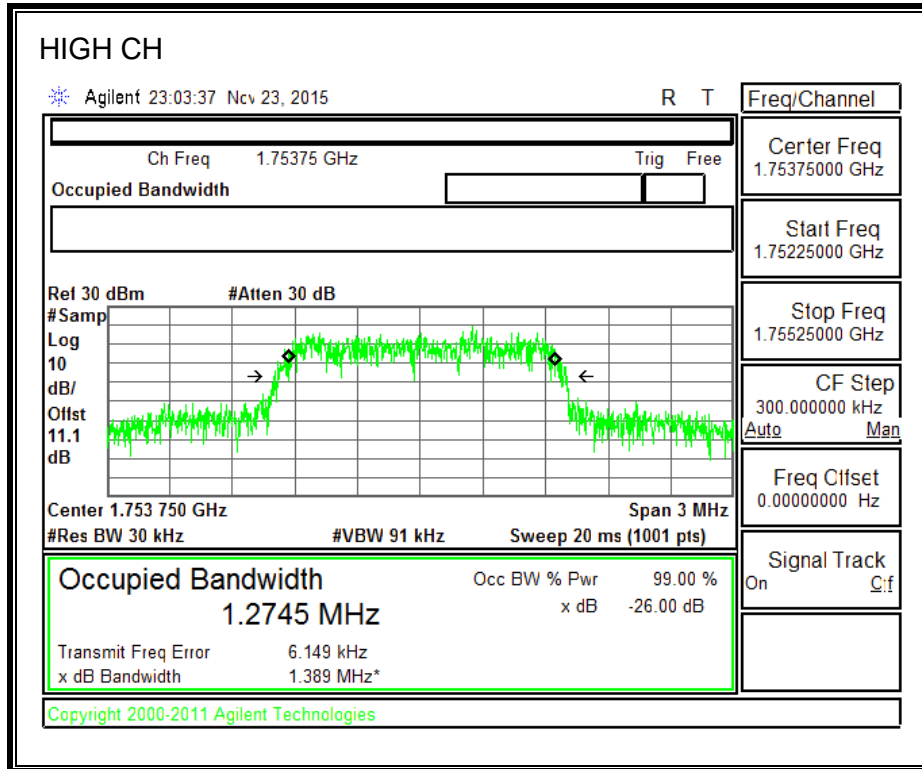 HIGH CH
Agilent 23:03:37 Nov 23, 2015 R T
Freq/Channel
Ch Freq 1.75375 GHz Trig Free
Occupied Bandwidth
Center Freq
1.75375000 GHz
Start Freq
1.75225000 GHz
Stop Freq
1.75525000 GHz
CF Step
300.000000 kHz
Auto Man
Freq Offset
0.00000000 Hz
Signal Track
On Off
Ref 30 dBm #Atten 30 dB
#Samp
Log
10
dB/
Offst
11.1
dB
Center 1.753 750 GHz Span 3 MHz
#Res BW 30 kHz #VBW 91 kHz Sweep 20 ms (1001 pts)
Occupied Bandwidth Occ BW % Pwr 99.00 %
1.2745 MHz x dB -26.00 dB
Transmit Freq Error 6.149 kHz
x dB Bandwidth 1.389 MHz*
Copyright 2000-2011 Agilent Technologies